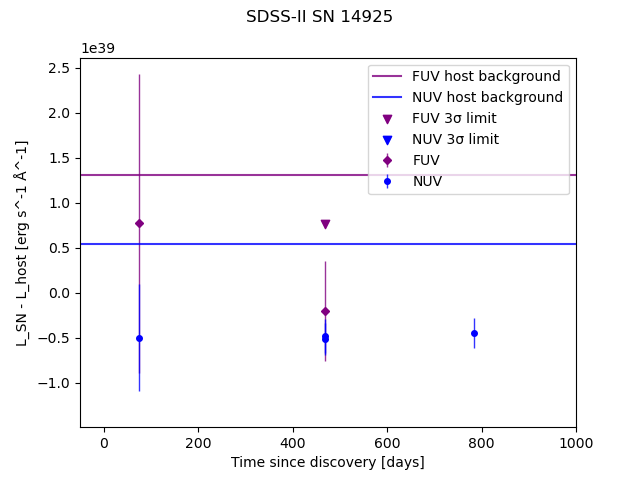 SDSS-II SN 14925
1e39
FUV host background
NUV host background
FUV 3σ limit
NUV 3σ limit
FUV
NUV
2.5
2.0
1.5
1.0
0.5
0.0
−0.5
−1.0
L_SN - L_host [erg s^-1 Å^-1]
0
200
400
600
800
1000
Time since discovery [days]